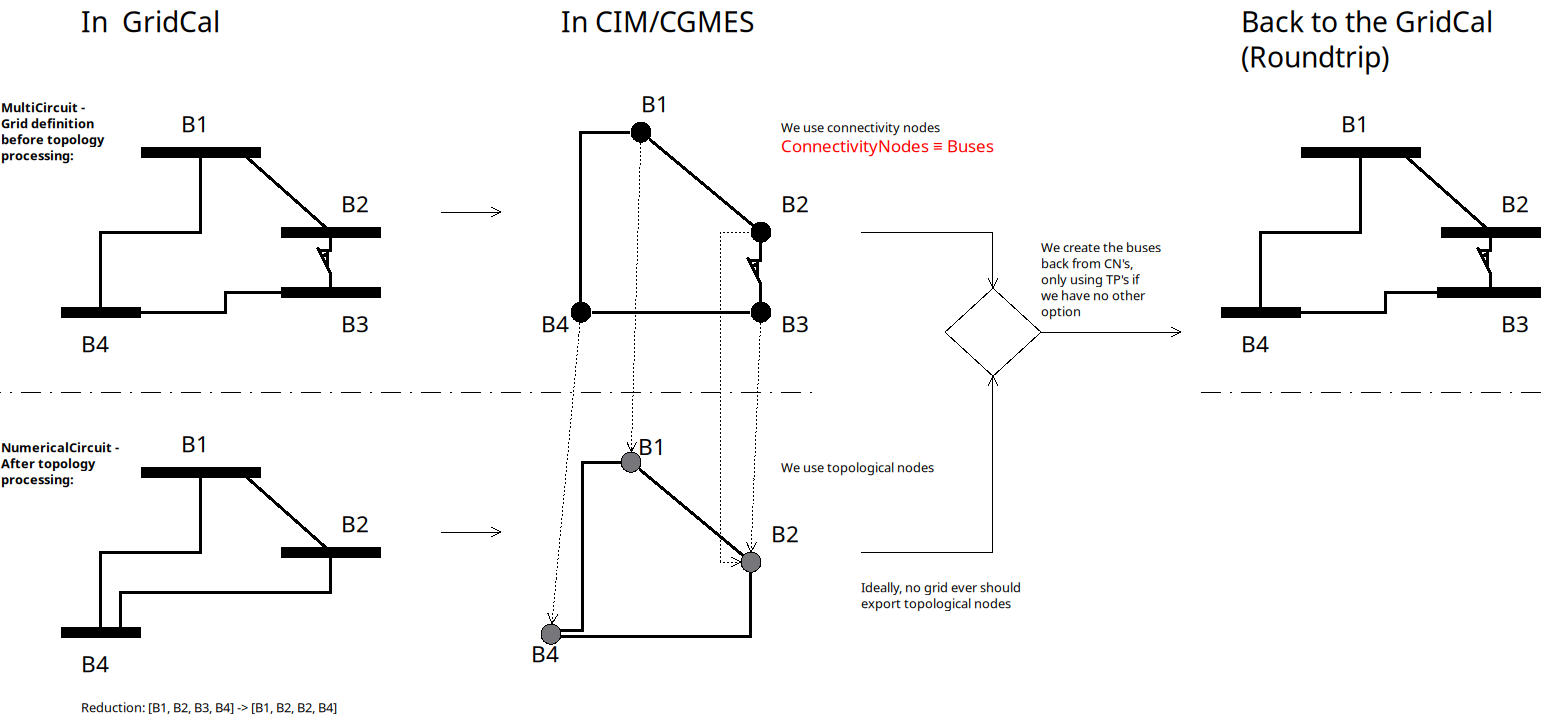 In  GridCal
In CIM/CGMES
Back to the GridCal
(Roundtrip)
MultiCircuit -
Grid definition
before topology
processing:
B1
B2
B3
B4
B1
B2
B3
B4
We use connectivity nodes
ConnectivityNodes ≡ Buses
We create the buses
back from CN's,
only using TP's if
we have no other
option
B1
B2
B3
B4
NumericalCircuit -
After topology
processing:
B1
B2
B4
B1
B2
B4
We use topological nodes
Ideally, no grid ever should
export topological nodes
Reduction: [B1, B2, B3, B4] -> [B1, B2, B2, B4]